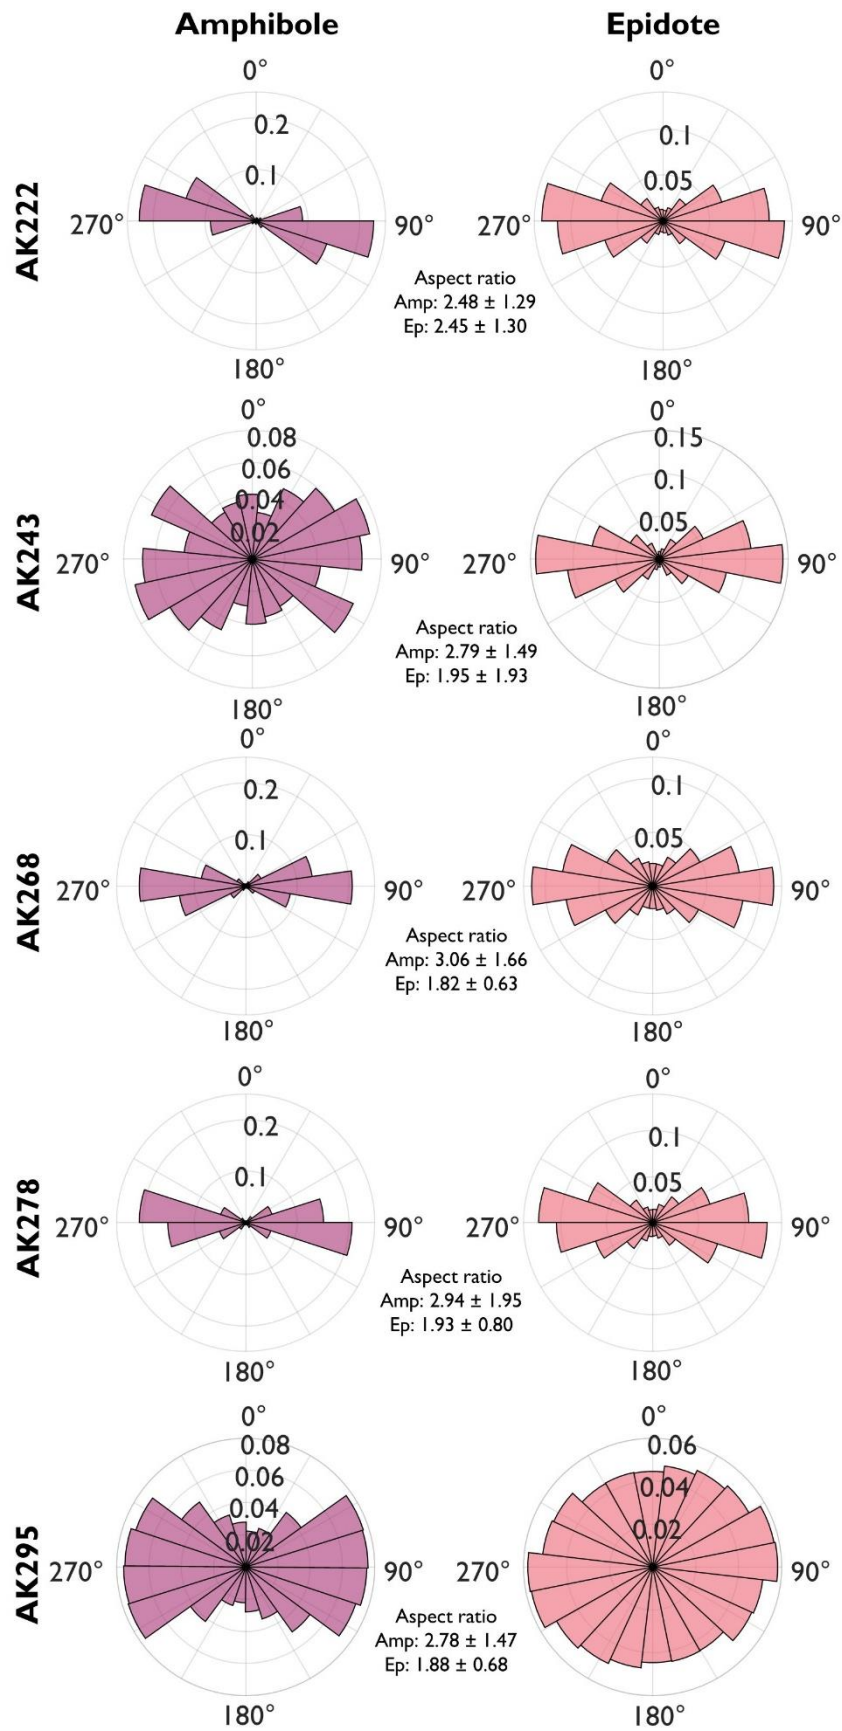 Amphibole Epidote
AK222
0°
0.2
0.1
270° 90°
180°
0°
0.1
0.05
270° 90°
180°
Aspect ratio
Amp: 2.48 ± 1.29
Ep: 2.45 ± 1.30
AK243
0°
0.08
0.06
0.04
0.02
270° 90°
180°
0°
0.15
0.1
0.05
270° 90°
180°
Aspect ratio
Amp: 2.79 ± 1.49
Ep: 1.95 ± 1.93
AK268
0°
0.2
0.1
270° 90°
180°
0°
0.1
0.05
270° 90°
180°
Aspect ratio
Amp: 3.06 ± 1.66
Ep: 1.82 ± 0.63
AK278
0°
0.2
0.1
270° 90°
180°
0°
0.1
0.05
270° 90°
180°
Aspect ratio
Amp: 2.94 ± 1.95
Ep: 1.93 ± 0.80
AK295
0°
0.08
0.06
0.04
0.02
270° 90°
180°
0°
0.06
0.04
0.02
270° 90°
180°
Aspect ratio
Amp: 2.78 ± 1.47
Ep: 1.88 ± 0.68